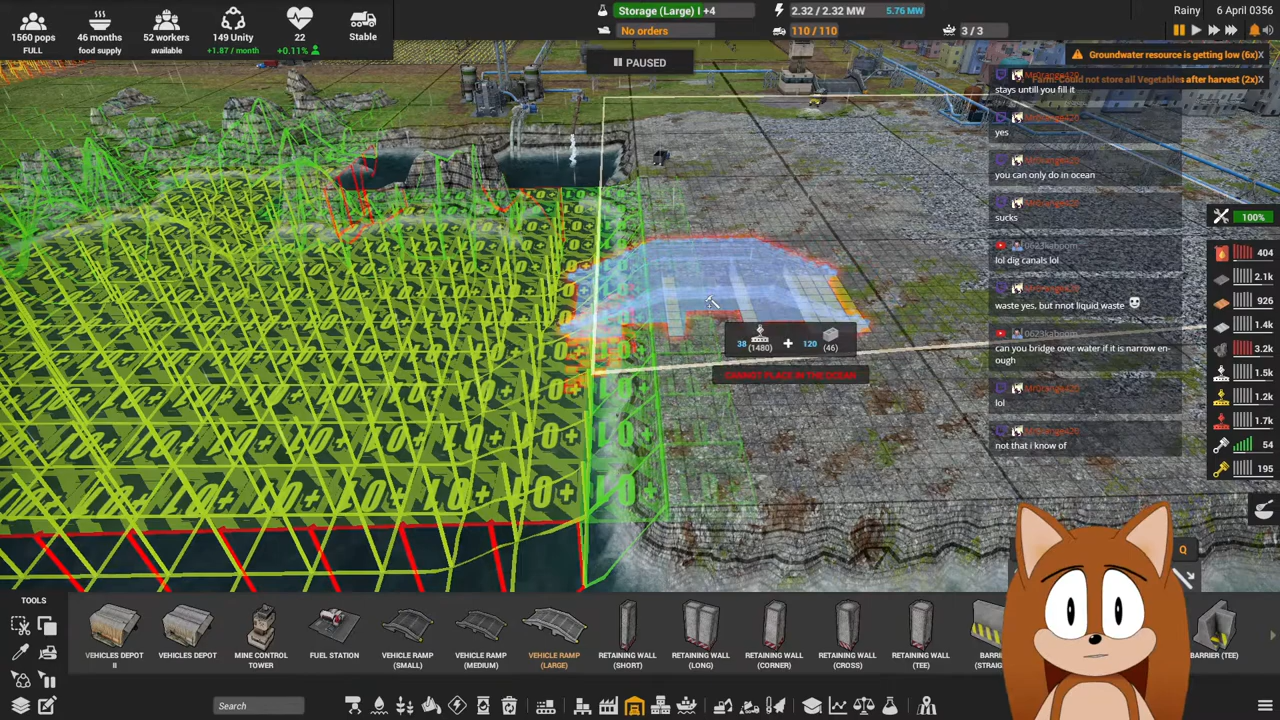 1560 pops
FULL
46 months
food supply
52 workers
available
149 Unity
+1.87 / month
22
+0.11%
Stable
Storage (Large) I +4
No orders
2.32 / 2.32 MW 5.76 MW
110 / 110
3 / 3
Rainy 6 April 0356
PAUSED
Groundwater resource is getting low (6x)X
Farm: Could not store all Vegetables after harvest (2x)X
stays untill you fill it
yes
you can only do in ocean
sucks
0623kaboom
lol dig canals lol
waste yes, but nnot liquid waste
0623kaboom
can you bridge over water if it is narrow en-
ough
lol
not that i know of
100%
404
2.1k
926
1.4k
3.2k
1.5k
1.2k
1.7k
54
195
38 (1480) + 120 (46)
CANNOT PLACE IN THE OCEAN
Q
TOOLS
VEHICLES DEPOT
II
VEHICLES DEPOT
MINE CONTROL
TOWER
FUEL STATION
VEHICLE RAMP
(SMALL)
VEHICLE RAMP
(MEDIUM)
VEHICLE RAMP
(LARGE)
RETAINING WALL
(SHORT)
RETAINING WALL
(LONG)
RETAINING WALL
(CORNER)
RETAINING WALL
(CROSS)
RETAINING WALL
(TEE)
BARRIER (TEE)
Search